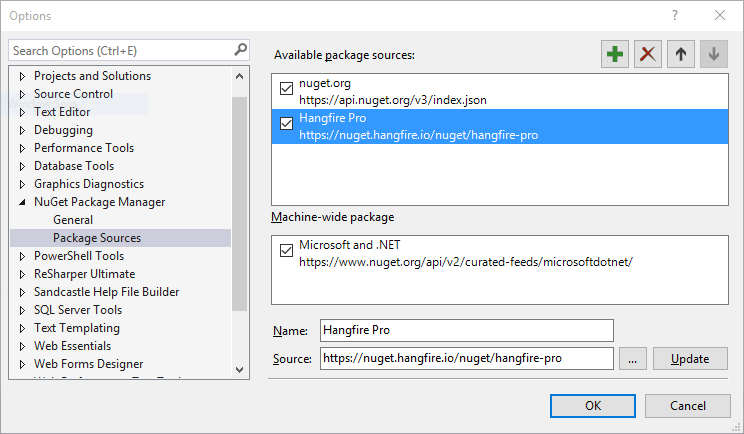 Options
Search Options (Ctrl+E)
Projects and Solutions
Source Control
Text Editor
Debugging
Performance Tools
Database Tools
Graphics Diagnostics
NuGet Package Manager
General
Package Sources
PowerShell Tools
ReSharper Ultimate
Sandcastle Help File Builder
SQL Server Tools
Text Templating
Web Essentials
Web Forms Designer
Available package sources:
nuget.org
https://api.nuget.org/v3/index.json
Hangfire Pro
https://nuget.hangfire.io/nuget/hangfire-pro
Machine-wide package
Microsoft and .NET
https://www.nuget.org/api/v2/curated-feeds/microsoftdotnet/
Name: Hangfire Pro
Source: https://nuget.hangfire.io/nuget/hangfire-pro ... Update
OK Cancel